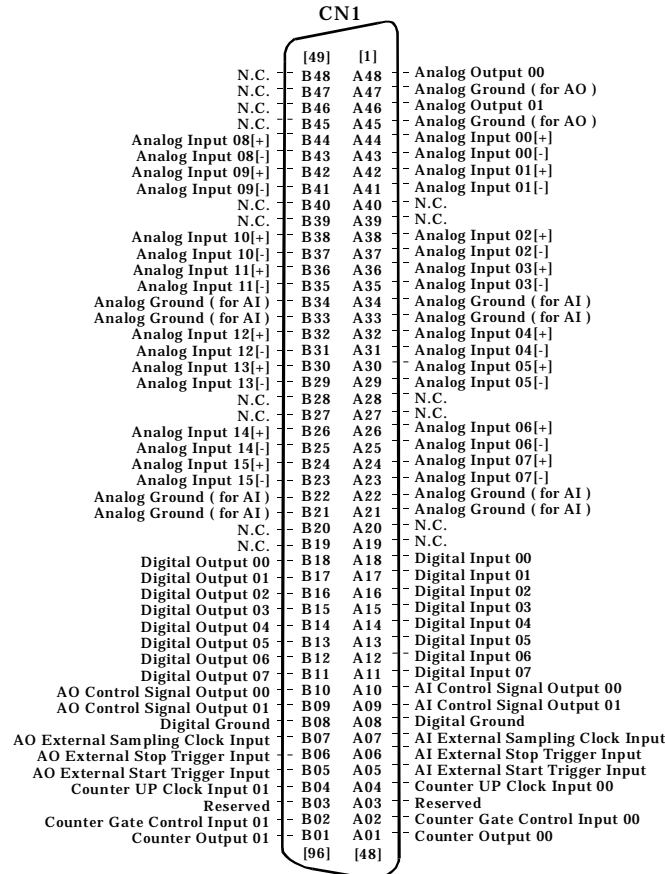 CN1
[49] [1]
N.C. B48 A48 Analog Output 00
N.C. B47 A47 Analog Ground ( for AO )
N.C. B46 A46 Analog Output 01
N.C. B45 A45 Analog Ground ( for AO )
Analog Input 08[+] B44 A44 Analog Input 00[+]
Analog Input 08[-] B43 A43 Analog Input 00[-]
Analog Input 09[+] B42 A42 Analog Input 01[+]
Analog Input 09[-] B41 A41 Analog Input 01[-]
N.C. B40 A40 N.C.
N.C. B39 A39 N.C.
Analog Input 10[+] B38 A38 Analog Input 02[+]
Analog Input 10[-] B37 A37 Analog Input 02[-]
Analog Input 11[+] B36 A36 Analog Input 03[+]
Analog Input 11[-] B35 A35 Analog Input 03[-]
Analog Ground ( for AI ) B34 A34 Analog Ground ( for AI )
Analog Ground ( for AI ) B33 A33 Analog Ground ( for AI )
Analog Input 12[+] B32 A32 Analog Input 04[+]
Analog Input 12[-] B31 A31 Analog Input 04[-]
Analog Input 13[+] B30 A30 Analog Input 05[+]
Analog Input 13[-] B29 A29 Analog Input 05[-]
N.C. B28 A28 N.C.
N.C. B27 A27 N.C.
Analog Input 14[+] B26 A26 Analog Input 06[+]
Analog Input 14[-] B25 A25 Analog Input 06[-]
Analog Input 15[+] B24 A24 Analog Input 07[+]
Analog Input 15[-] B23 A23 Analog Input 07[-]
Analog Ground ( for AI ) B22 A22 Analog Ground ( for AI )
Analog Ground ( for AI ) B21 A21 Analog Ground ( for AI )
N.C. B20 A20 N.C.
N.C. B19 A19 N.C.
Digital Output 00 B18 A18 Digital Input 00
Digital Output 01 B17 A17 Digital Input 01
Digital Output 02 B16 A16 Digital Input 02
Digital Output 03 B15 A15 Digital Input 03
Digital Output 04 B14 A14 Digital Input 04
Digital Output 05 B13 A13 Digital Input 05
Digital Output 06 B12 A12 Digital Input 06
Digital Output 07 B11 A11 Digital Input 07
AO Control Signal Output 00 B10 A10 AI Control Signal Output 00
AO Control Signal Output 01 B09 A09 AI Control Signal Output 01
Digital Ground B08 A08 Digital Ground
AO External Sampling Clock Input B07 A07 AI External Sampling Clock Input
AO External Stop Trigger Input B06 A06 AI External Stop Trigger Input
AO External Start Trigger Input B05 A05 AI External Start Trigger Input
Counter UP Clock Input 01 B04 A04 Counter UP Clock Input 00
Reserved B03 A03 Reserved
Counter Gate Control Input 01 B02 A02 Counter Gate Control Input 00
Counter Output 01 B01 A01 Counter Output 00
[96] [48]